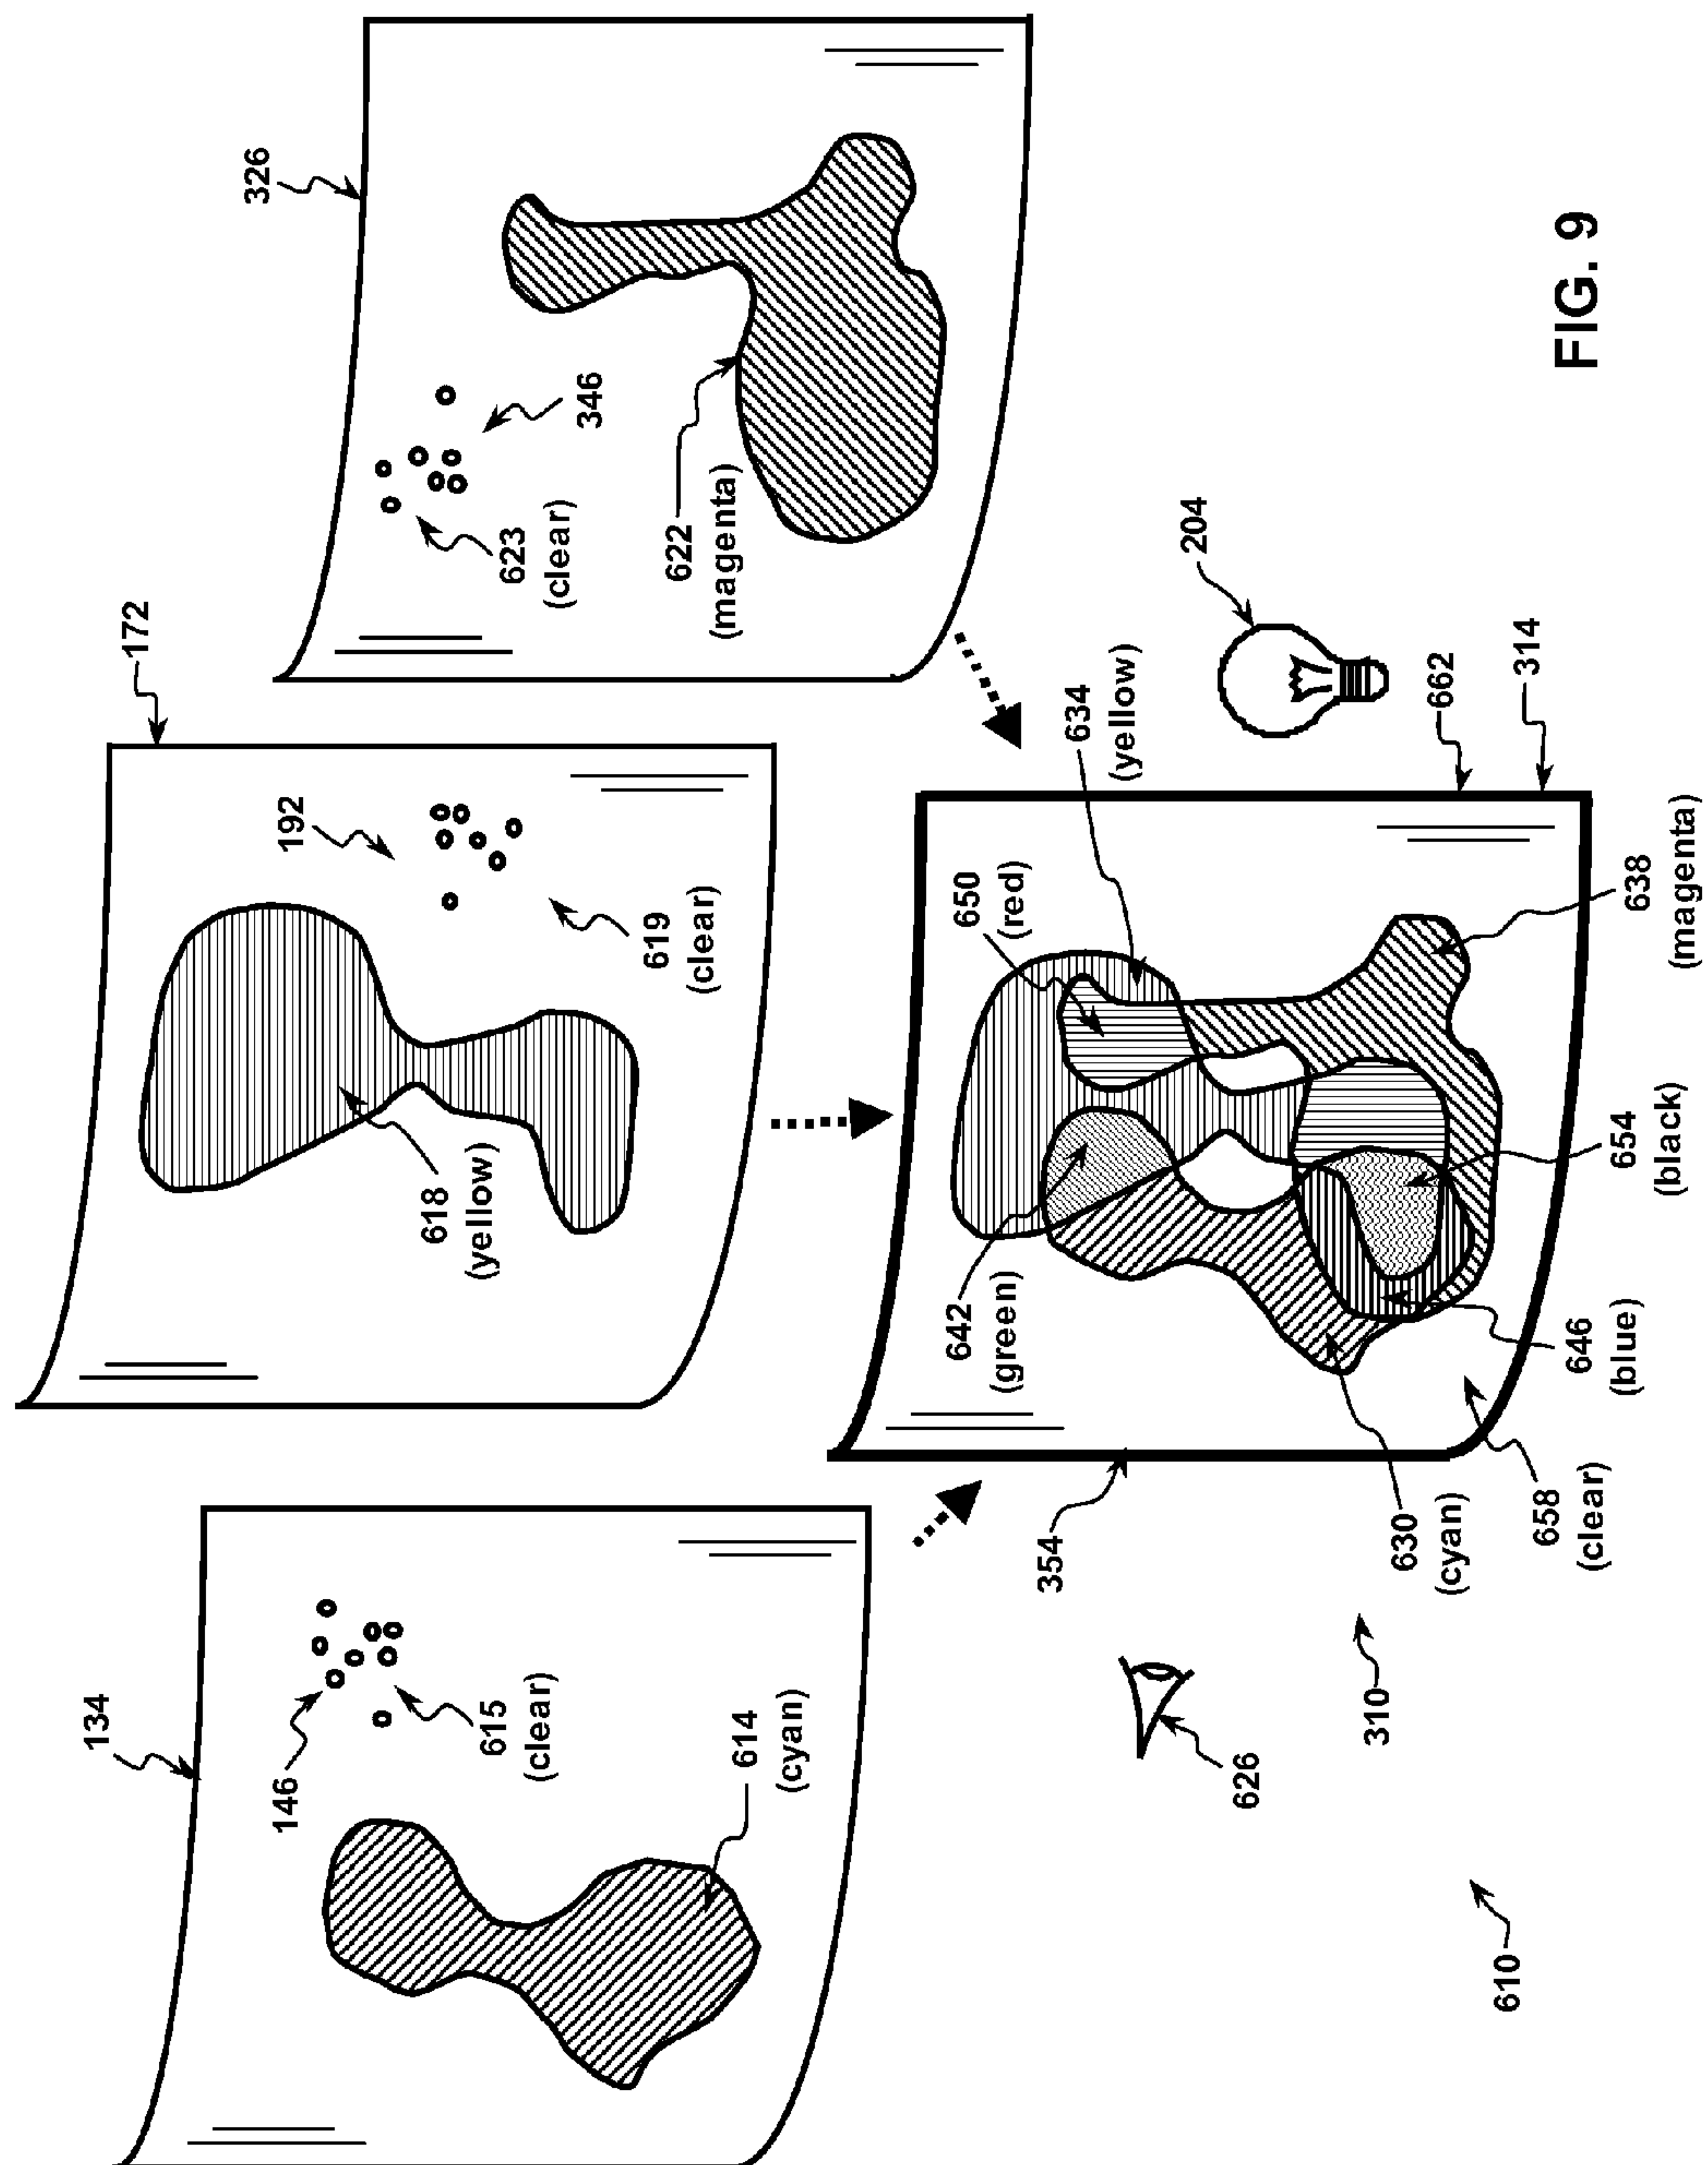 134
146
615
(clear)
614
(cyan)
172
192
618
(yellow)
619
(clear)
326
346
623
(clear)
622
(magenta)
354
642
(green)
650
(red)
634
(yellow)
204
662
314
626
310
610
630
(cyan)
658
(clear)
646
(blue)
654
(black)
638
(magenta)
FIG. 9